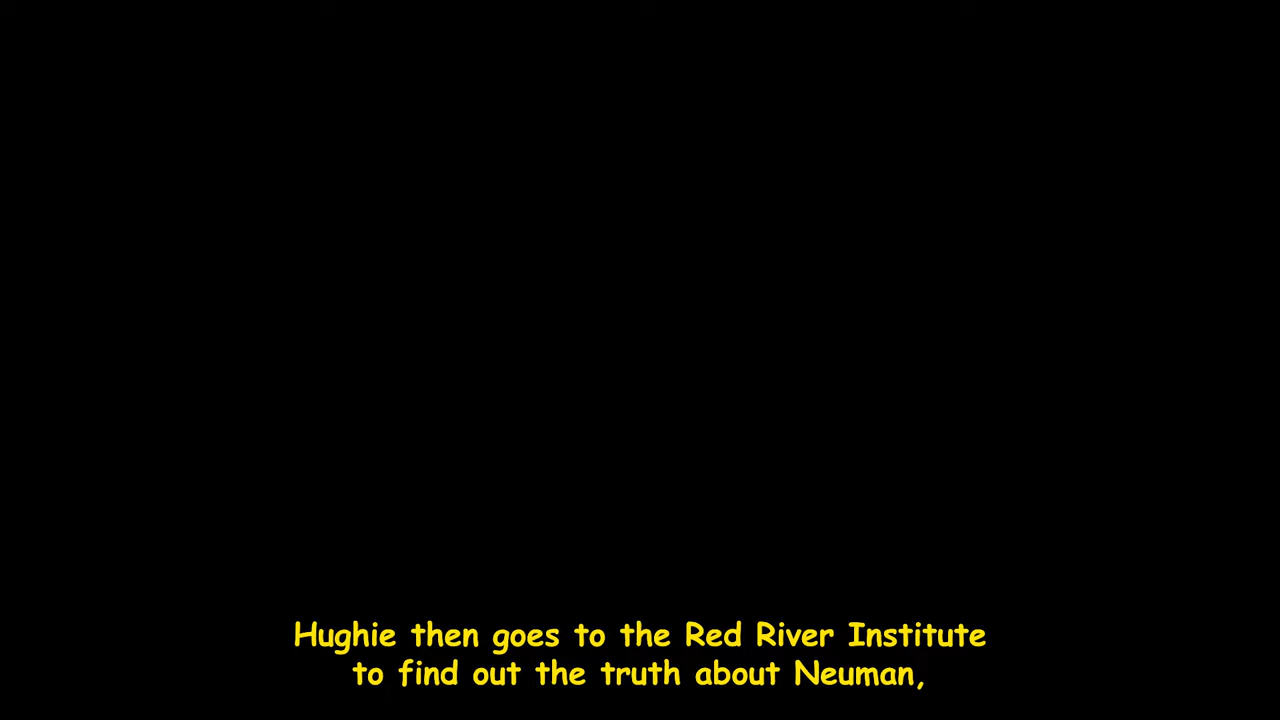 Hughie then goes to the Red River Institute
to find out the truth about Neuman,